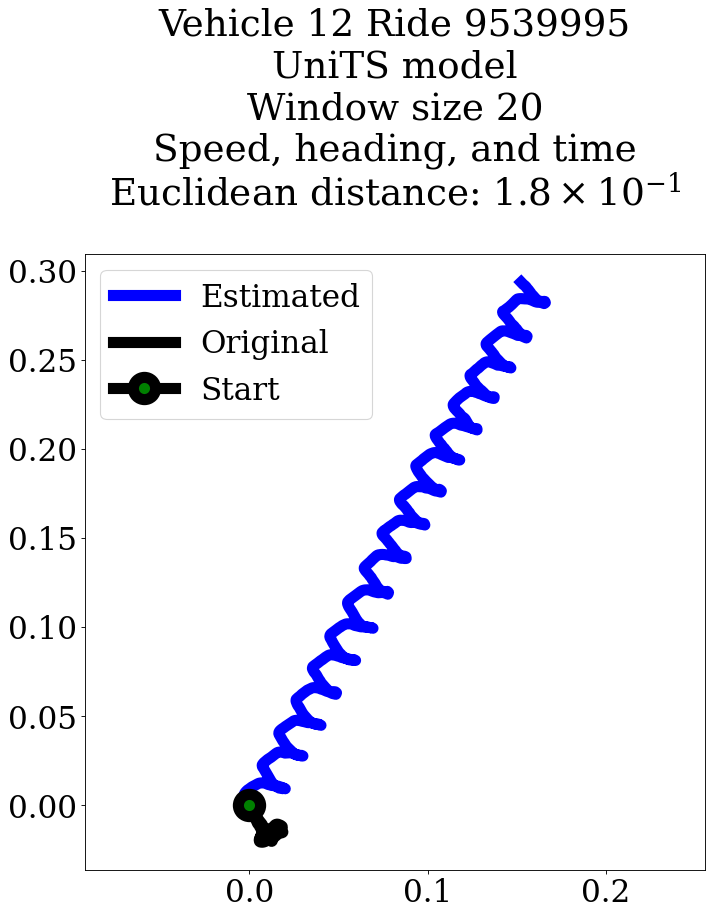 Vehicle 12 Ride 9539995
UniTS model
Window size 20
Speed, heading, and time
Euclidean distance: 1.8 × 10⁻¹
Estimated
Original
Start
0.30
0.25
0.20
0.15
0.10
0.05
0.00
0.0 0.1 0.2